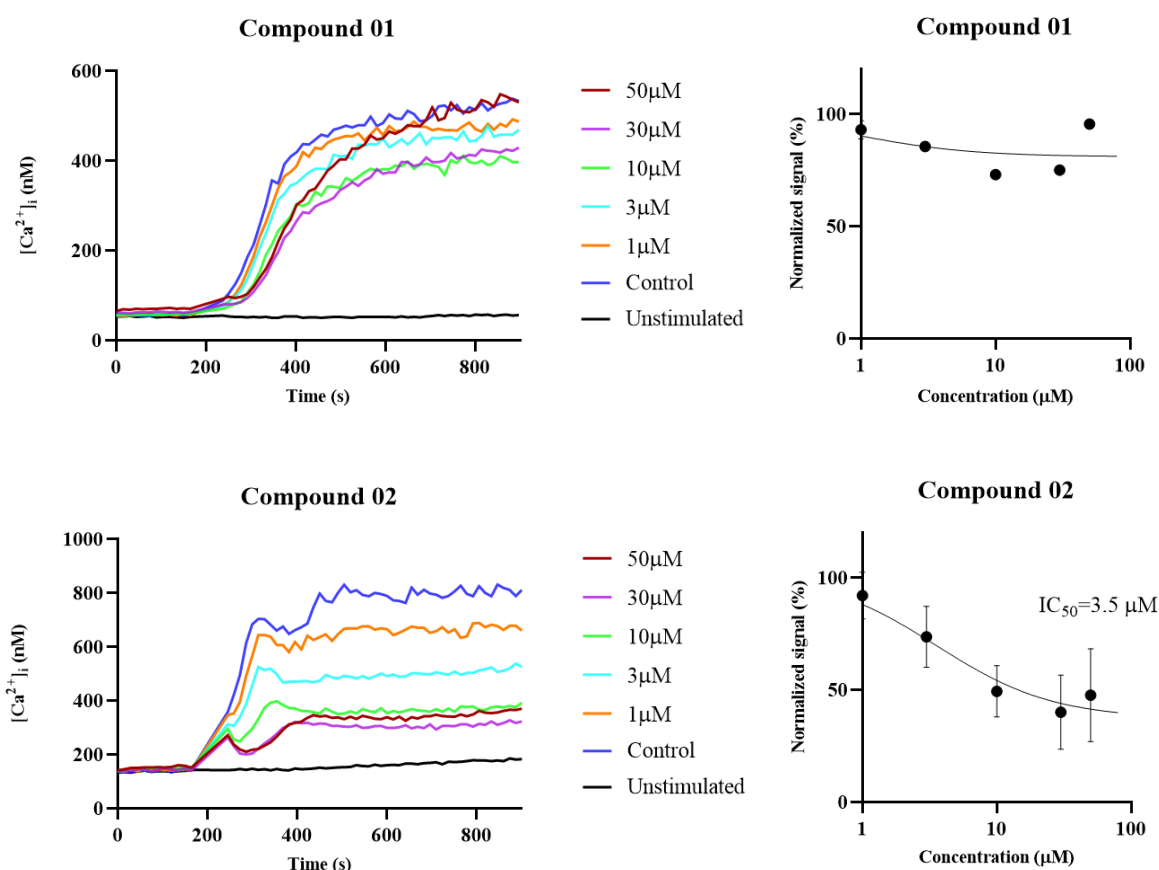 Compound 01
[Ca²⁺]ᵢ (nM)
600
400
200
0
0 200 400 600 800
Time (s)
50μM
30μM
10μM
3μM
1μM
Control
Unstimulated
Compound 01
Normalized signal (%)
100
50
0
1 10 100
Concentration (μM)
Compound 02
[Ca²⁺]ᵢ (nM)
1000
800
600
400
200
0
0 200 400 600 800
Time (s)
50μM
30μM
10μM
3μM
1μM
Control
Unstimulated
Compound 02
Normalized signal (%)
100
50
0
IC₅₀=3.5 μM
1 10 100
Concentration (μM)